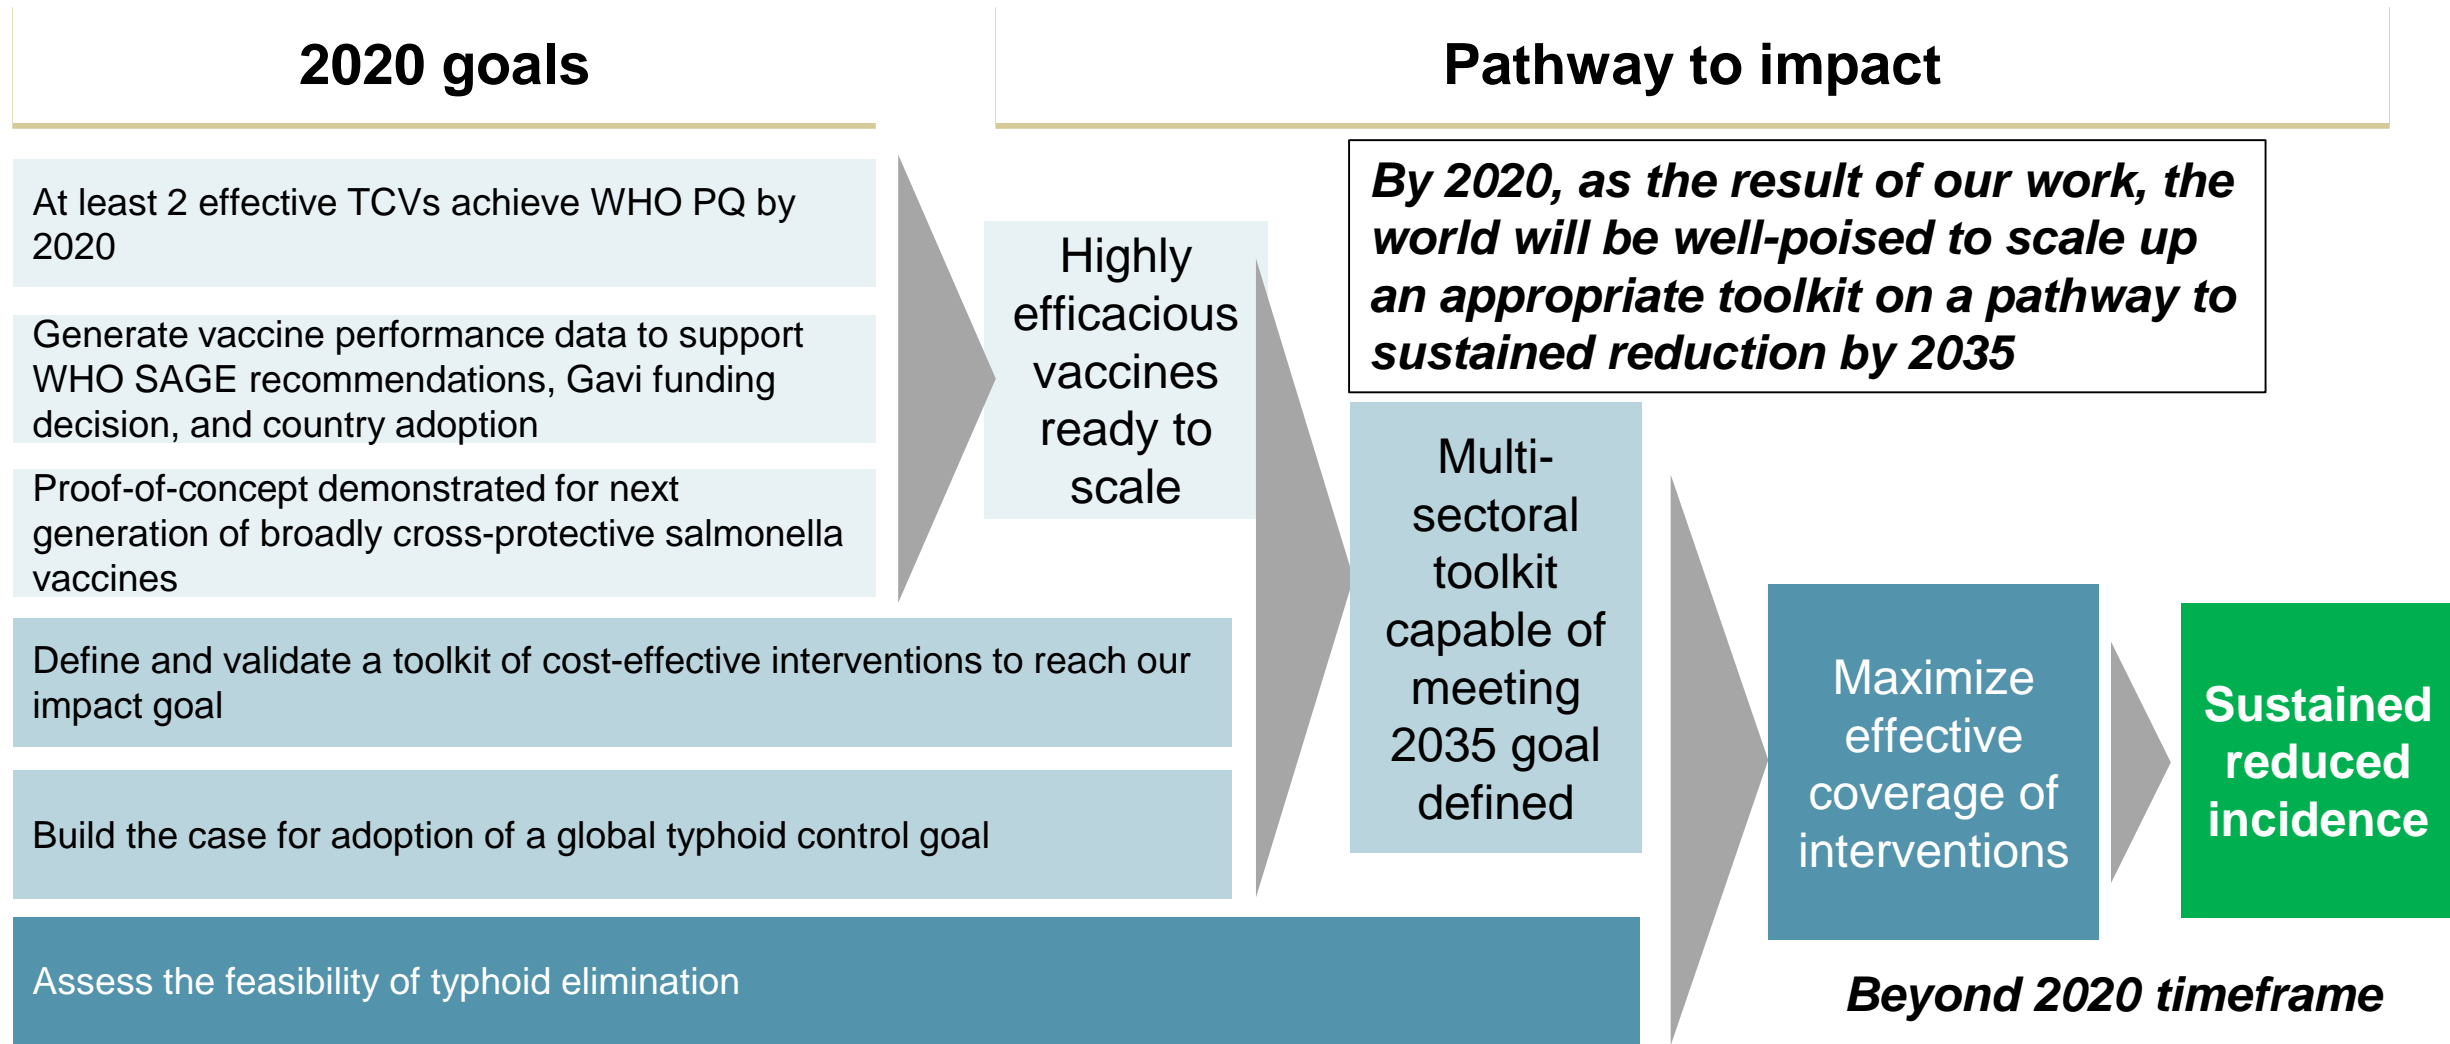 2020 goals
Pathway to impact
At least 2 effective TCVs achieve WHO PQ by
2020
Generate vaccine performance data to support
WHO SAGE recommendations, Gavi funding
decision, and country adoption
Proof-of-concept demonstrated for next
generation of broadly cross-protective salmonella
vaccines
Define and validate a toolkit of cost-effective interventions to reach our
impact goal
Build the case for adoption of a global typhoid control goal
Assess the feasibility of typhoid elimination
Highly
efficacious
vaccines
ready to
scale
By 2020, as the result of our work, the
world will be well-poised to scale up
an appropriate toolkit on a pathway to
sustained reduction by 2035
Multi-
sectoral
toolkit
capable of
meeting
2035 goal
defined
Maximize
effective
coverage of
interventions
Sustained
reduced
incidence
Beyond 2020 timeframe